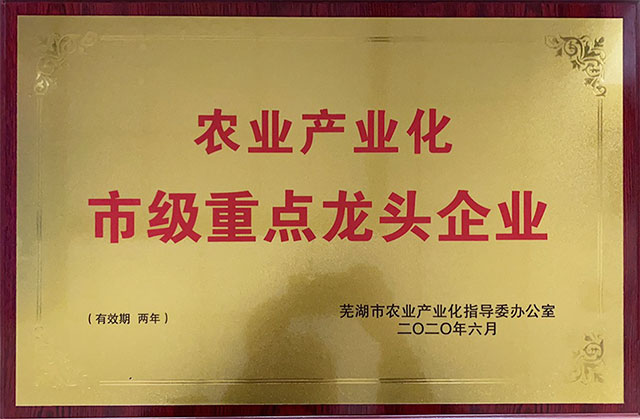 农业产业化
市级重点龙头企业
（有效期 两年）
芜湖市农业产业化指导委办公室
二〇二〇年六月